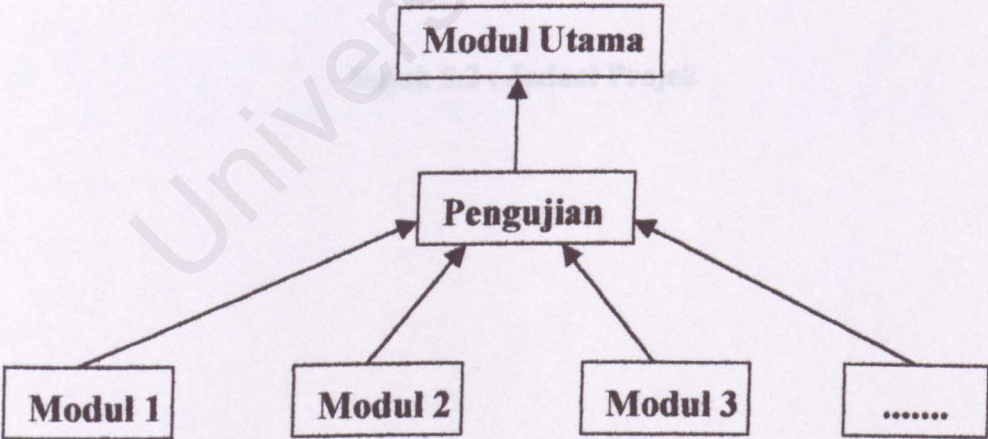 Modul Utama
Pengujian
Modul 1
Modul 2
Modul 3
.......